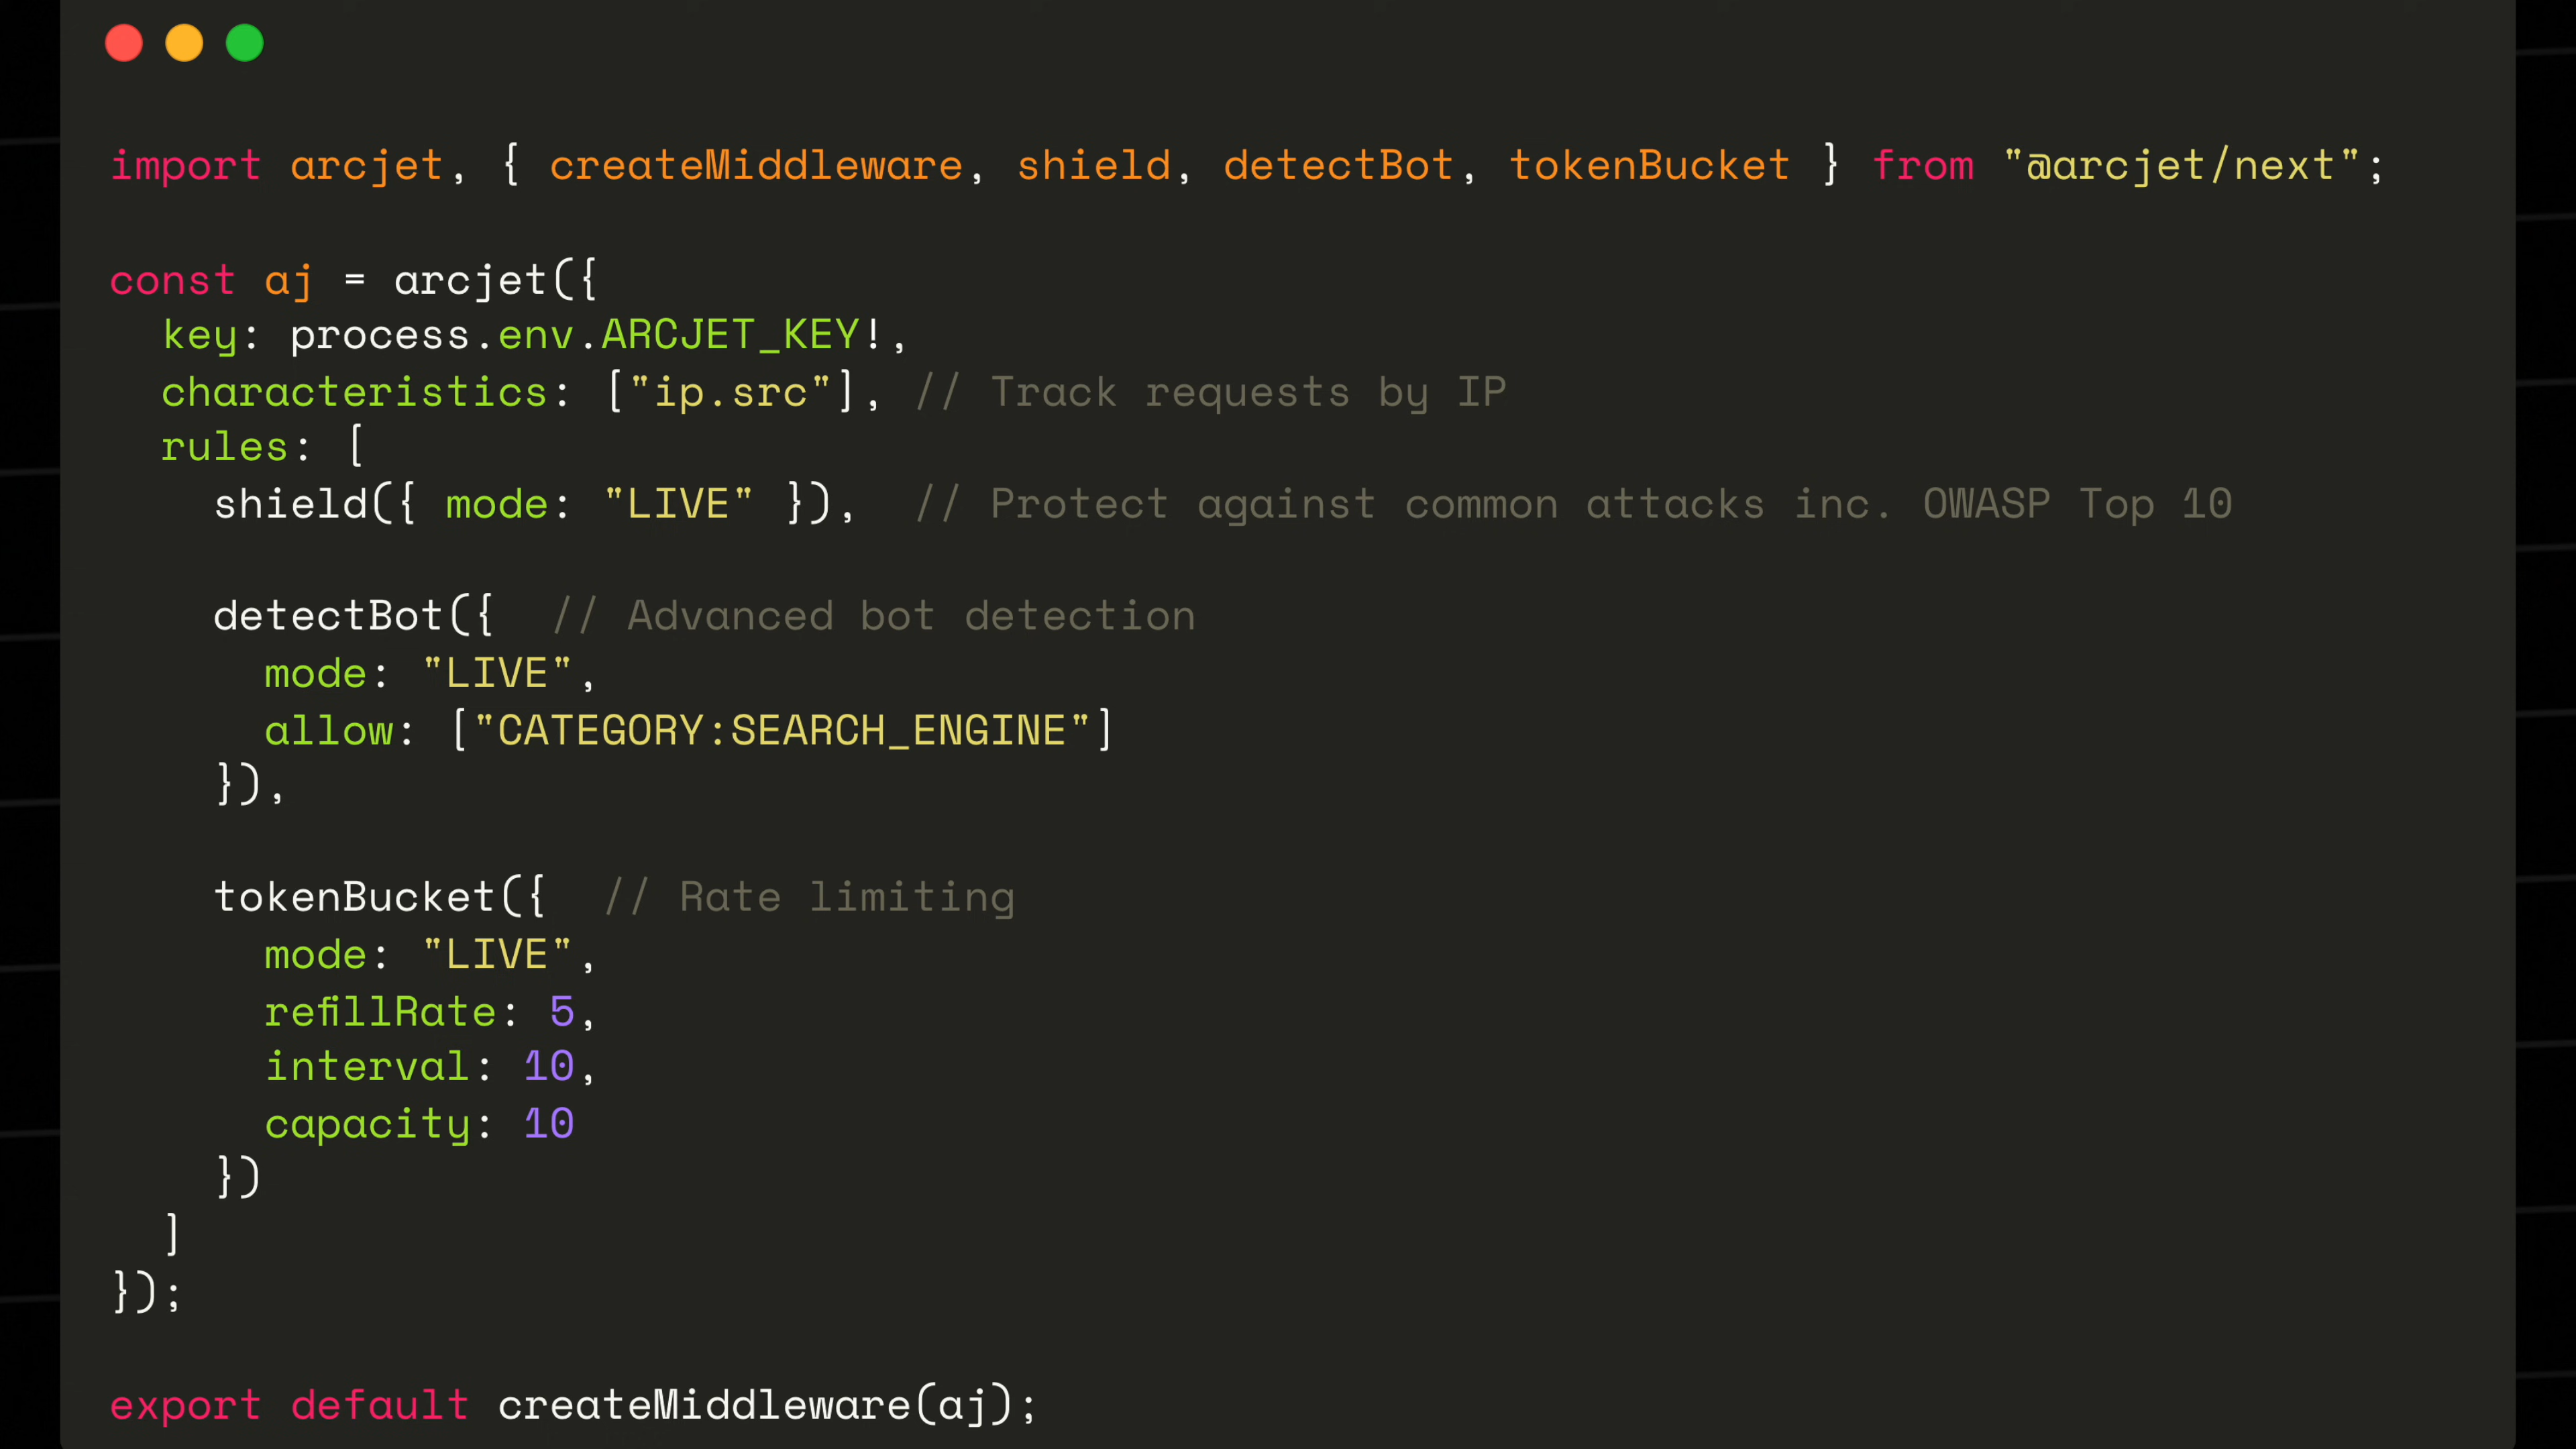 import arcjet, { createMiddleware, shield, detectBot, tokenBucket } from "@arcjet/next";
const aj = arcjet({
key: process.env.ARCJET_KEY!,
characteristics: ["ip.src"], // Track requests by IP
rules: [
shield({ mode: "LIVE" }), // Protect against common attacks inc. OWASP Top 10
detectBot({ // Advanced bot detection
mode: "LIVE",
allow: ["CATEGORY:SEARCH_ENGINE"]
}),
tokenBucket({ // Rate limiting
mode: "LIVE",
refillRate: 5,
interval: 10,
capacity: 10
})
]
});
export default createMiddleware(aj);